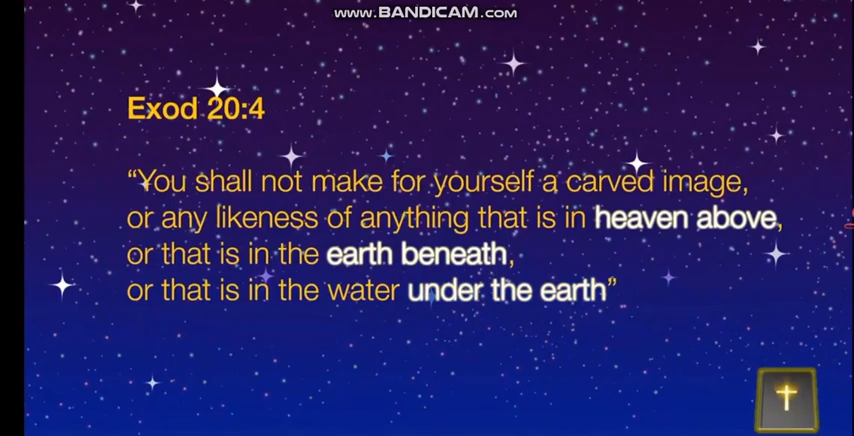 www.BANDICAM.com
Exod 20:4
“You shall not make for yourself a carved image,
or any likeness of anything that is in heaven above,
or that is in the earth beneath,
or that is in the water under the earth”